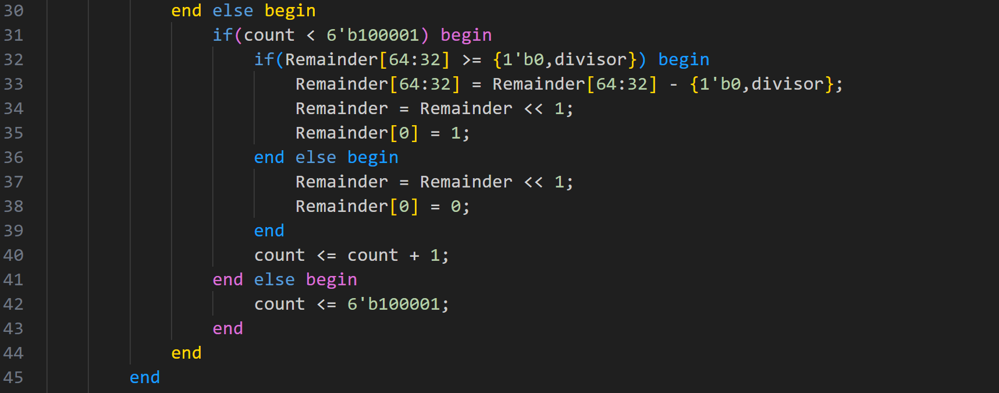 30 end else begin
31 if(count < 6'b100001) begin
32 if(Remainder[64:32] >= {1'b0,divisor}) begin
33 Remainder[64:32] = Remainder[64:32] - {1'b0,divisor};
34 Remainder = Remainder << 1;
35 Remainder[0] = 1;
36 end else begin
37 Remainder = Remainder << 1;
38 Remainder[0] = 0;
39 end
40 count <= count + 1;
41 end else begin
42 count <= 6'b100001;
43 end
44 end
45 end